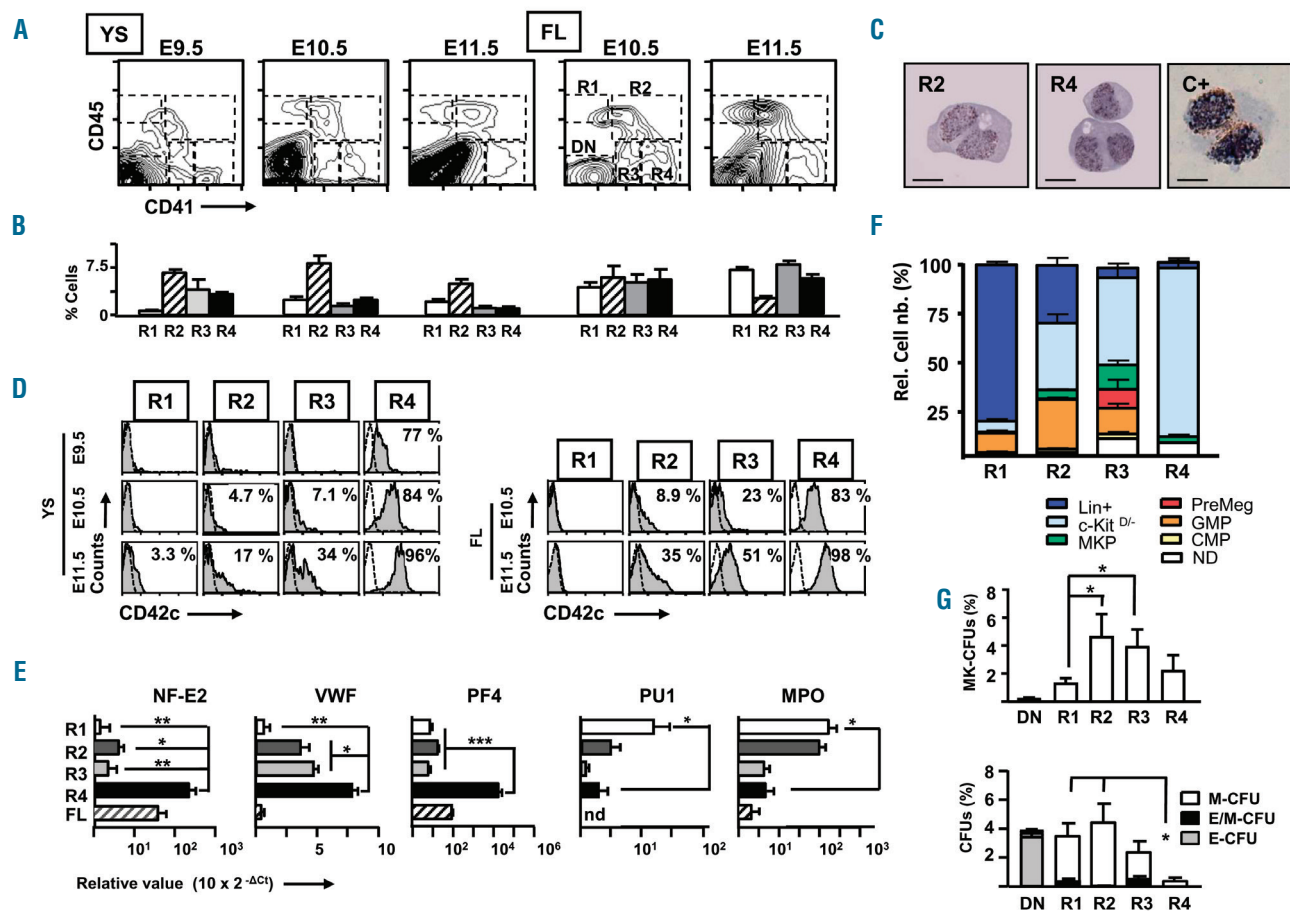 A
YS
FL
E9.5
E10.5
E11.5
E10.5
E11.5
CD45
R1
R2
DN
R3
R4
CD41
B
% Cells
7.5
0
R1 R2 R3 R4
R1 R2 R3 R4
R1 R2 R3 R4
R1 R2 R3 R4
R1 R2 R3 R4
C
R2
R4
C+
D
R1
R2
R3
R4
YS
E9.5
77 %
E10.5
4.7 %
7.1 %
84 %
E11.5
Counts
3.3 %
17 %
34 %
96%
CD42c
R1
R2
R3
R4
FL
E10.5
8.9 %
23 %
83 %
E11.5
Counts
35 %
51 %
98 %
CD42c
E
NF-E2
VWF
PF4
PU1
MPO
R1
R2
R3
R4
FL
**
*
**
**
*
***
*
nd
*
10¹ 10² 10³
5 10
10² 10⁴ 10⁶
10¹ 10² 10³
10¹ 10² 10³
Relative value (10 x 2 -ΔCt)
F
Rel. Cell nb. (%)
100
75
50
25
R1 R2 R3 R4
Lin+
c-Kit D/-
MKP
PreMeg
GMP
CMP
ND
G
MK-CFUs (%)
8
4
2
*
*
DN R1 R2 R3 R4
CFUs (%)
8
4
2
*
M-CFU
E/M-CFU
E-CFU
DN R1 R2 R3 R4